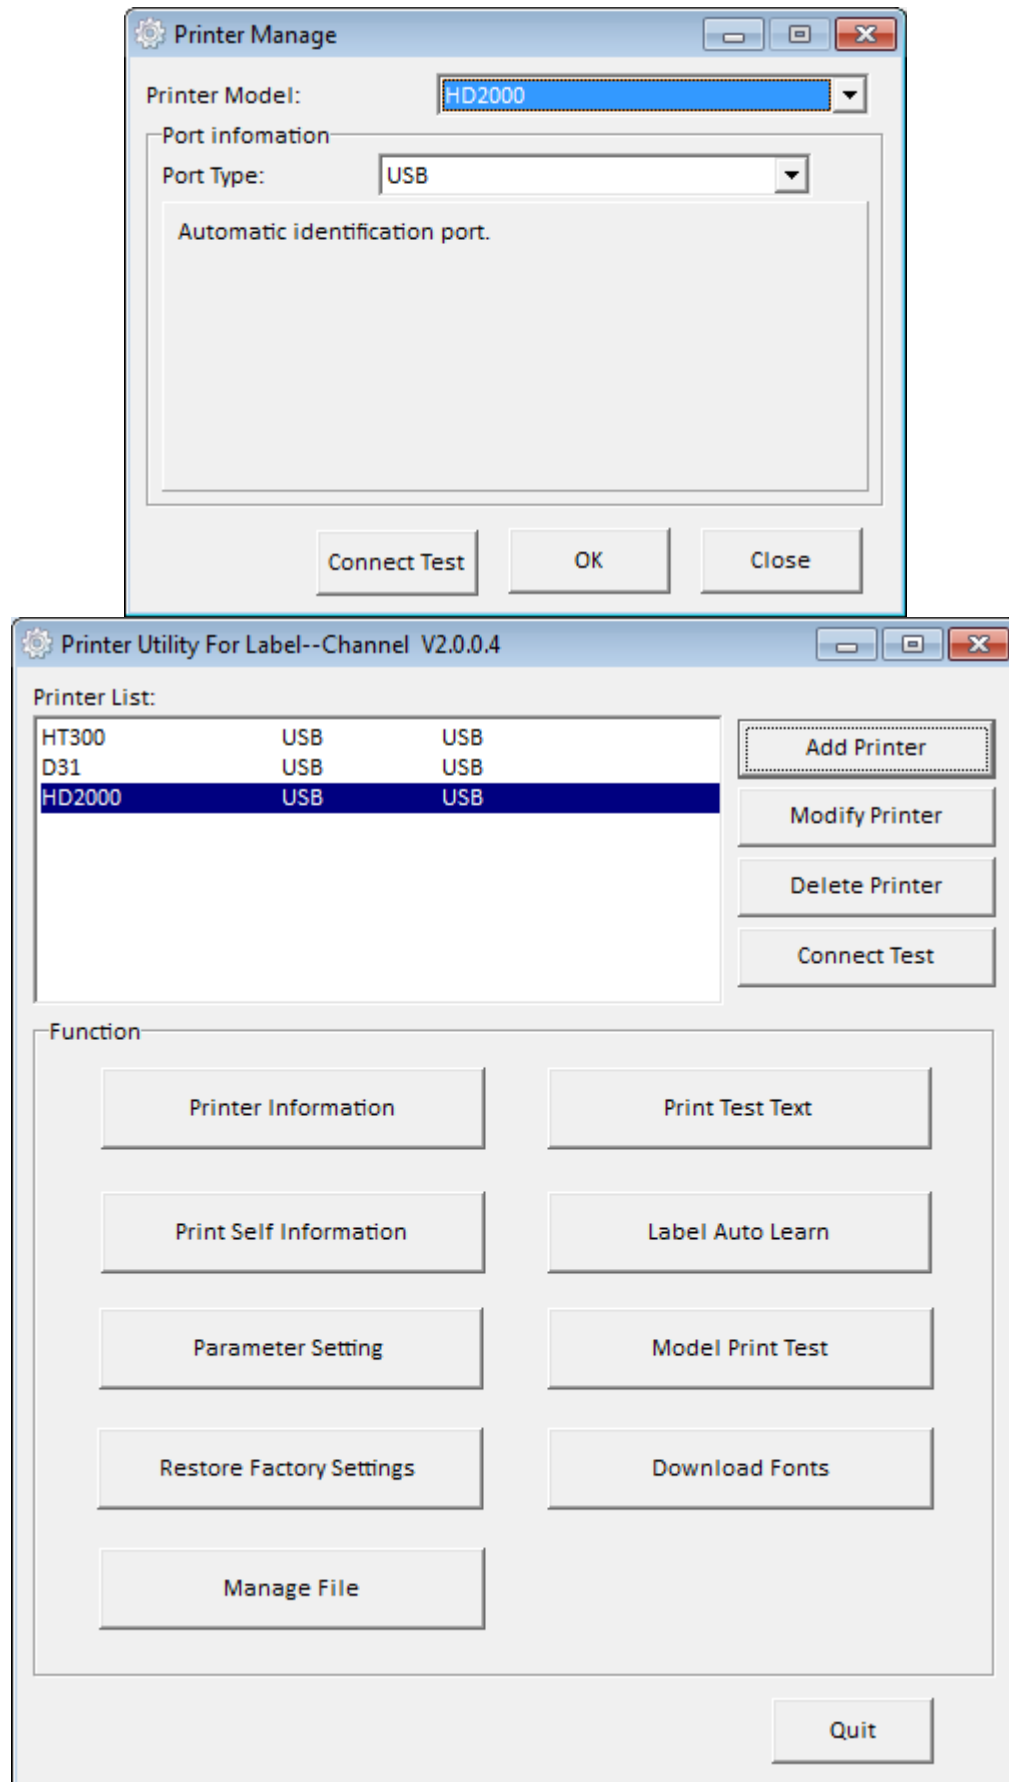 Printer Manage
Printer Model: HD2000
Port infomation
Port Type: USB
Automatic identification port.
Connect Test OK Close
Printer Utility For Label--Channel V2.0.0.4
Printer List:
HT300 USB USB
D31 USB USB
HD2000 USB USB
Add Printer
Modify Printer
Delete Printer
Connect Test
Function
Printer Information Print Test Text
Print Self Information Label Auto Learn
Parameter Setting Model Print Test
Restore Factory Settings Download Fonts
Manage File
Quit